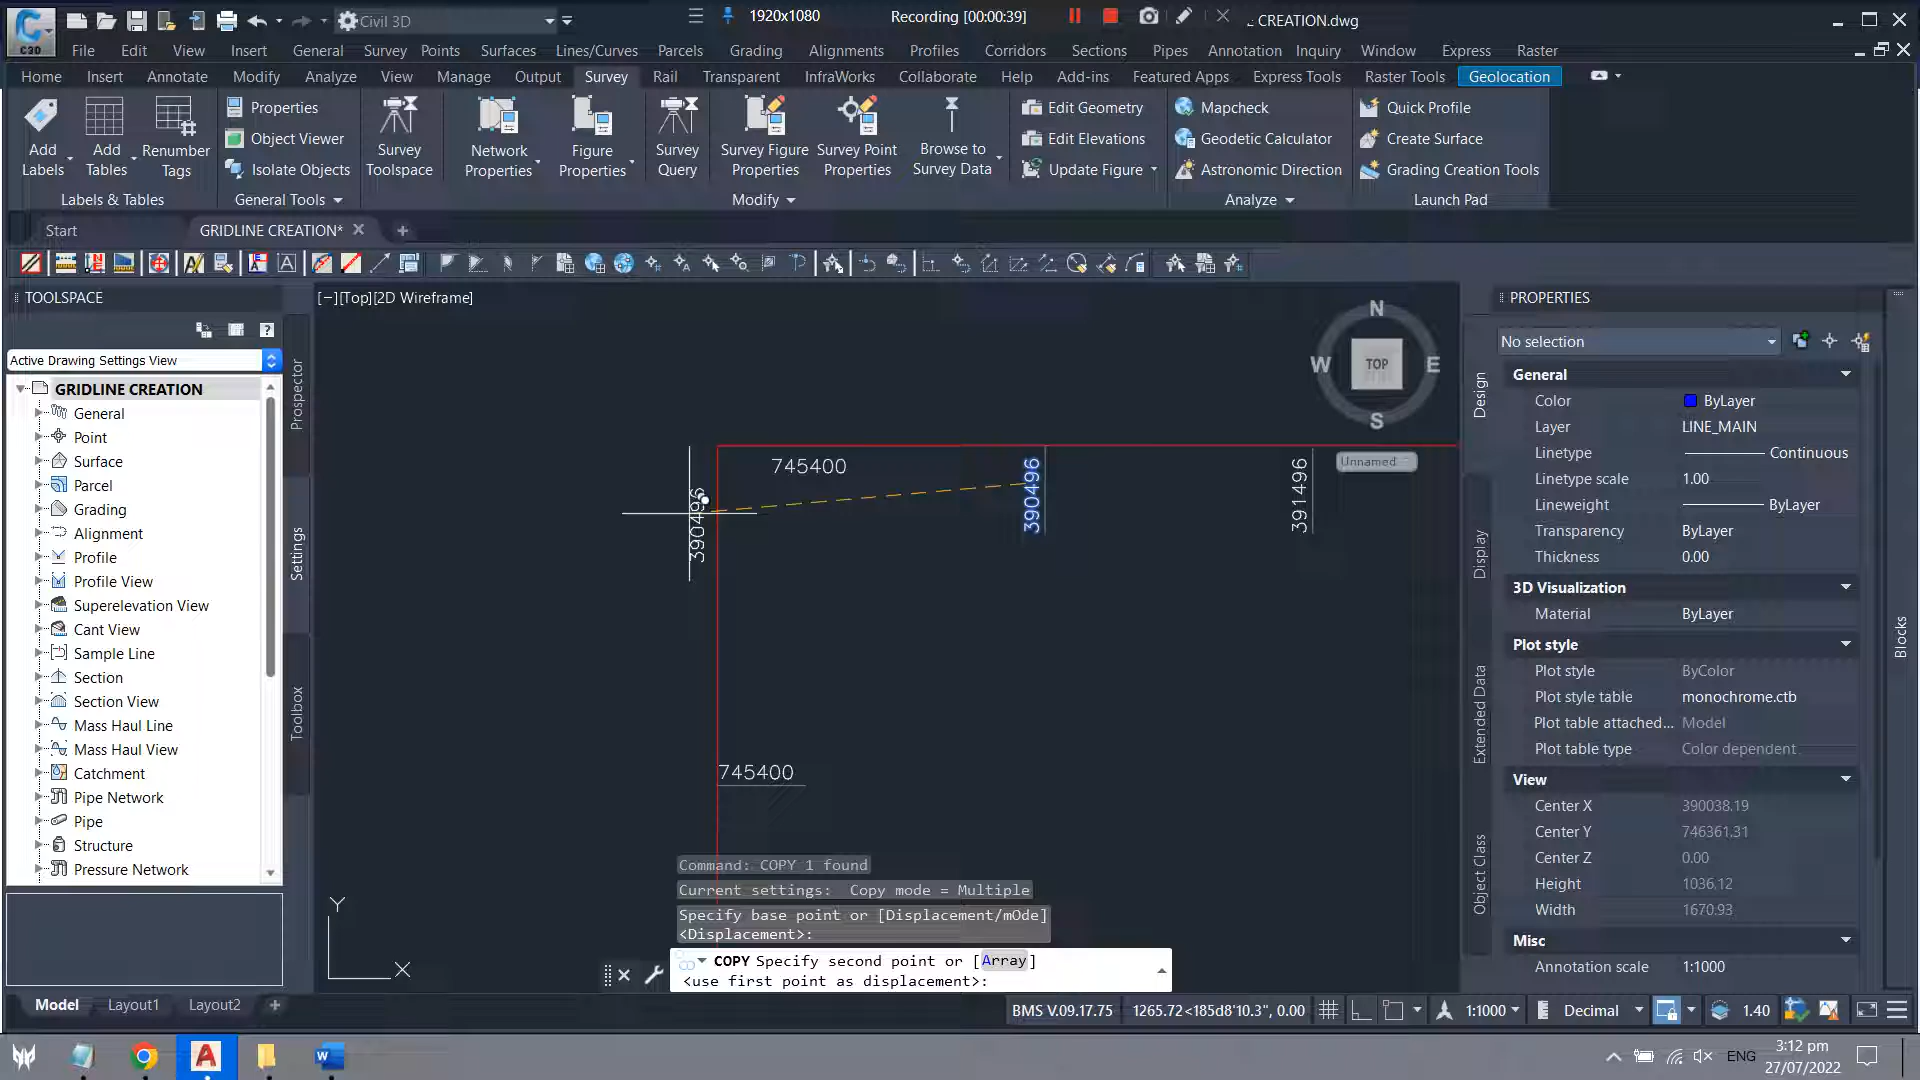 C3D
Civil 3D
1920x1080
Recording [00:00:39]
CREATION.dwg
File Edit View Insert General Survey Points Surfaces Lines/Curves Parcels Grading Alignments Profiles Corridors Sections Pipes Annotation Inquiry Window Express Raster
Home Insert Annotate Modify Analyze View Manage Output Survey Rail Transparent InfraWorks Collaborate Help Add-ins Featured Apps Express Tools Raster Tools Geolocation
Add Labels
Add Tables
Renumber Tags
Labels & Tables
Properties
Object Viewer
Isolate Objects
General Tools
Survey Toolspace
Network Properties
Figure Properties
Survey Query
Survey Figure Properties
Survey Point Properties
Browse to Survey Data
Edit Geometry
Edit Elevations
Update Figure
Modify
Mapcheck
Geodetic Calculator
Astronomic Direction
Analyze
Quick Profile
Create Surface
Grading Creation Tools
Launch Pad
Start
GRIDLINE CREATION*
TOOLSPACE
Active Drawing Settings View
GRIDLINE CREATION
General
Point
Surface
Parcel
Grading
Alignment
Profile
Profile View
Superelevation View
Cant View
Sample Line
Section
Section View
Mass Haul Line
Mass Haul View
Catchment
Pipe Network
Pipe
Structure
Pressure Network
Prospector
Settings
Toolbox
[−][Top][2D Wireframe]
N
W
TOP
E
S
Unnamed
745400
390496
390496
391496
745400
Y
X
Command: COPY 1 found
Current settings:  Copy mode = Multiple
Specify base point or [Displacement/mOde]
<Displacement>:
COPY Specify second point or [Array]
<use first point as displacement>:
PROPERTIES
No selection
General
Color ByLayer
Layer LINE_MAIN
Linetype Continuous
Linetype scale 1.00
Lineweight ByLayer
Transparency ByLayer
Thickness 0.00
3D Visualization
Material ByLayer
Plot style
Plot style ByColor
Plot style table monochrome.ctb
Plot table attached... Model
Plot table type Color dependent
View
Center X 390038.19
Center Y 746361.31
Center Z 0.00
Height 1036.12
Width 1670.93
Misc
Annotation scale 1:1000
Design
Display
Extended Data
Object Class
Blocks
Model Layout1 Layout2
BMS V.09.17.75 1265.72<185d8'10.3", 0.00 1:1000 Decimal 1.40
ENG
3:12 pm
27/07/2022